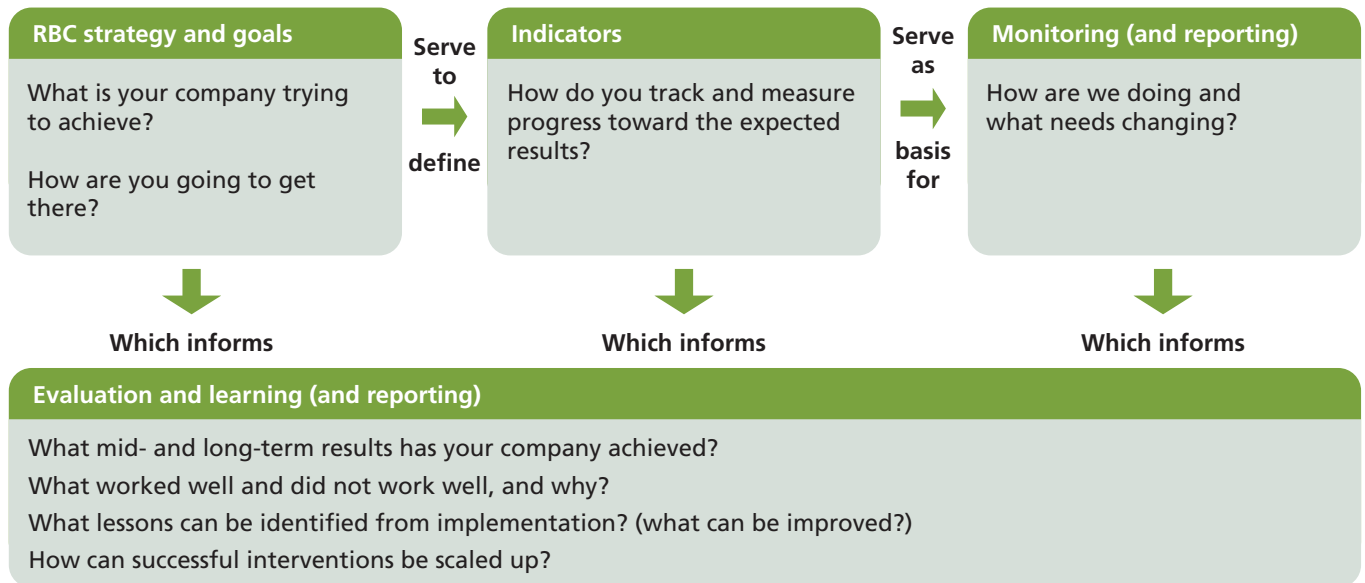 RBC strategy and goals
What is your company trying
to achieve?
How are you going to get
there?
Serve
to
define
Indicators
How do you track and measure
progress toward the expected
results?
Serve
as
basis
for
Monitoring (and reporting)
How are we doing and
what needs changing?
Which informs
Which informs
Which informs
Evaluation and learning (and reporting)
What mid- and long-term results has your company achieved?
What worked well and did not work well, and why?
What lessons can be identified from implementation? (what can be improved?)
How can successful interventions be scaled up?